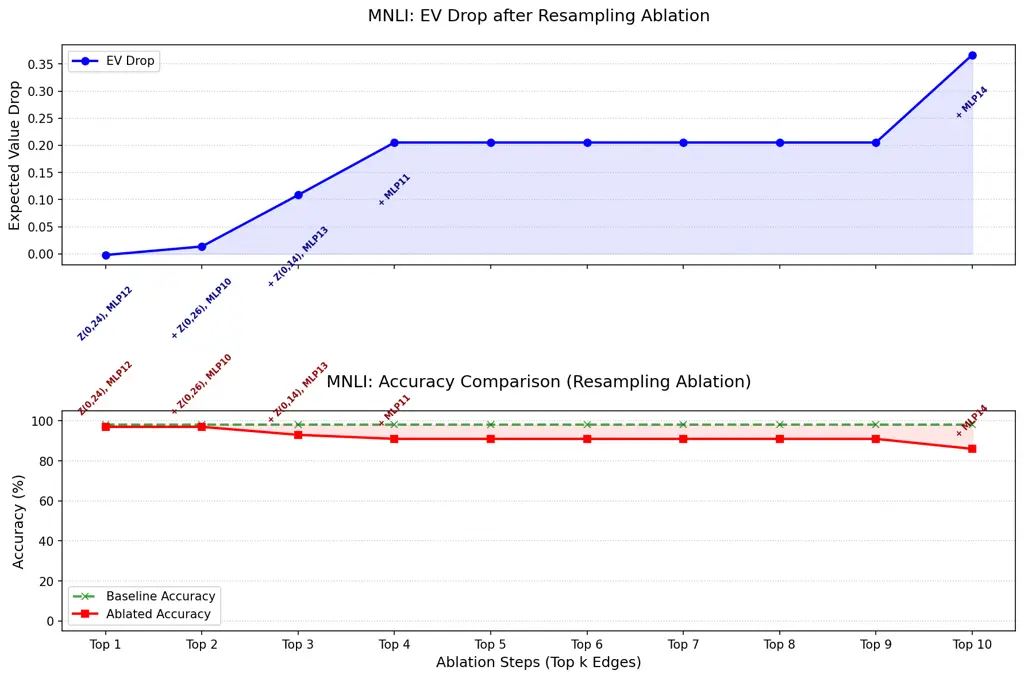 MNLI: EV Drop after Resampling Ablation
EV Drop
Expected Value Drop
0.35
0.30
0.25
0.20
0.15
0.10
0.05
0.00
Z(0,24), MLP12
+ Z(0,26), MLP10
+ Z(0,14), MLP13
+ MLP11
+ MLP14
MNLI: Accuracy Comparison (Resampling Ablation)
Z(0,24), MLP12
+ Z(0,26), MLP10
+ Z(0,14), MLP13
+ MLP11
+ MLP14
Accuracy (%)
100
80
60
40
20
0
Baseline Accuracy
Ablated Accuracy
Top 1 Top 2 Top 3 Top 4 Top 5 Top 6 Top 7 Top 8 Top 9 Top 10
Ablation Steps (Top k Edges)